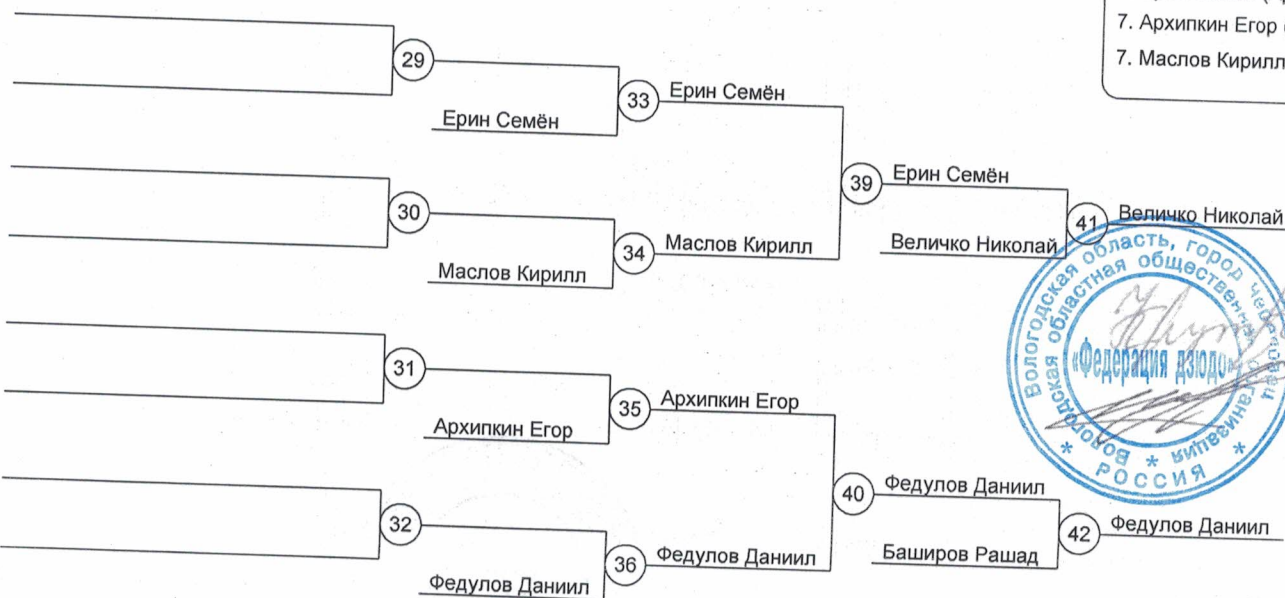 7. Архипкин Егор (
7. Маслов Кирилл
29
33 Ерин Семён
Ерин Семён
39 Ерин Семён
30
34 Маслов Кирилл
Маслов Кирилл
41 Величко Николай
Величко Николай
31
35 Архипкин Егор
Архипкин Егор
40 Федулов Даниил
32
36 Федулов Даниил
Федулов Даниил
42 Федулов Даниил
Баширов Рашад
Вологодская область, город Череповец
Вологодская областная общественная организация
«Федерация дзюдо»
* РОССИЯ *